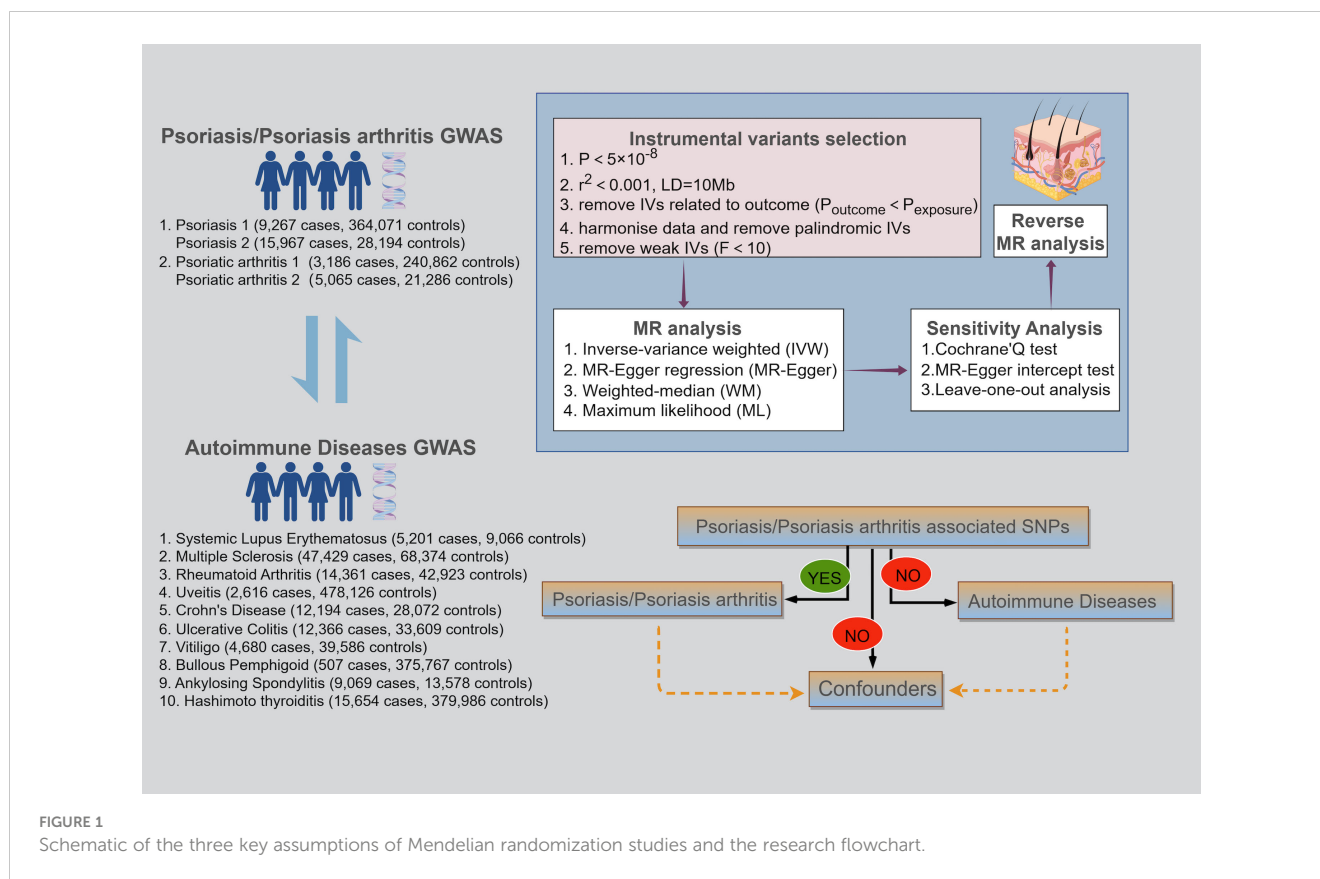 Psoriasis/Psoriasis arthritis GWAS
1. Psoriasis 1 (9,267 cases, 364,071 controls)
Psoriasis 2 (15,967 cases, 28,194 controls)
2. Psoriatic arthritis 1 (3,186 cases, 240,862 controls)
Psoriatic arthritis 2 (5,065 cases, 21,286 controls)
Autoimmune Diseases GWAS
1. Systemic Lupus Erythematosus (5,201 cases, 9,066 controls)
2. Multiple Sclerosis (47,429 cases, 68,374 controls)
3. Rheumatoid Arthritis (14,361 cases, 42,923 controls)
4. Uveitis (2,616 cases, 478,126 controls)
5. Crohn's Disease (12,194 cases, 28,072 controls)
6. Ulcerative Colitis (12,366 cases, 33,609 controls)
7. Vitiligo (4,680 cases, 39,586 controls)
8. Bullous Pemphigoid (507 cases, 375,767 controls)
9. Ankylosing Spondylitis (9,069 cases, 13,578 controls)
10. Hashimoto thyroiditis (15,654 cases, 379,986 controls)
Instrumental variants selection
1. P < 5×10⁻⁸
2. r² < 0.001, LD=10Mb
3. remove IVs related to outcome (P_outcome < P_exposure)
4. harmonise data and remove palindromic IVs
5. remove weak IVs (F < 10)
MR analysis
1. Inverse-variance weighted (IVW)
2. MR-Egger regression (MR-Egger)
3. Weighted-median (WM)
4. Maximum likelihood (ML)
Sensitivity Analysis
1.Cochrane'Q test
2.MR-Egger intercept test
3.Leave-one-out analysis
Reverse
MR analysis
Psoriasis/Psoriasis arthritis associated SNPs
YES
NO
Psoriasis/Psoriasis arthritis
Autoimmune Diseases
NO
Confounders
FIGURE 1
Schematic of the three key assumptions of Mendelian randomization studies and the research flowchart.